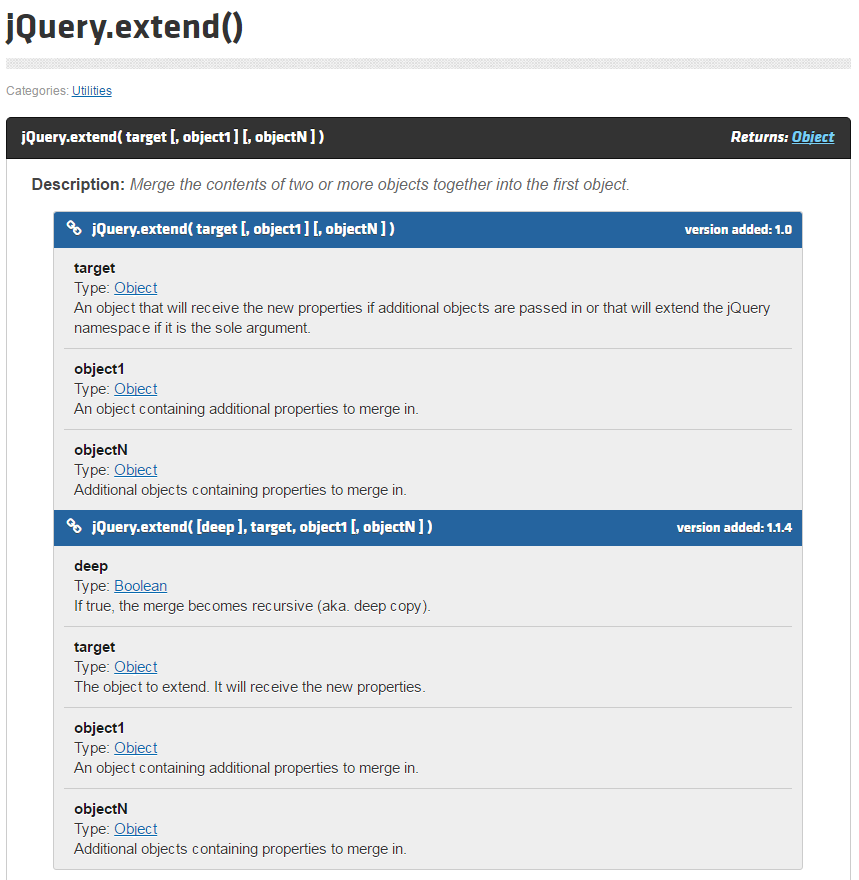 jQuery.extend()
Categories: Utilities
jQuery.extend( target [, object1 ] [, objectN ] ) Returns: Object
Description: Merge the contents of two or more objects together into the first object.
jQuery.extend( target [, object1 ] [, objectN ] ) version added: 1.0
target
Type: Object
An object that will receive the new properties if additional objects are passed in or that will extend the jQuery
namespace if it is the sole argument.
object1
Type: Object
An object containing additional properties to merge in.
objectN
Type: Object
Additional objects containing properties to merge in.
jQuery.extend( [deep ], target, object1 [, objectN ] ) version added: 1.1.4
deep
Type: Boolean
If true, the merge becomes recursive (aka. deep copy).
target
Type: Object
The object to extend. It will receive the new properties.
object1
Type: Object
An object containing additional properties to merge in.
objectN
Type: Object
Additional objects containing properties to merge in.